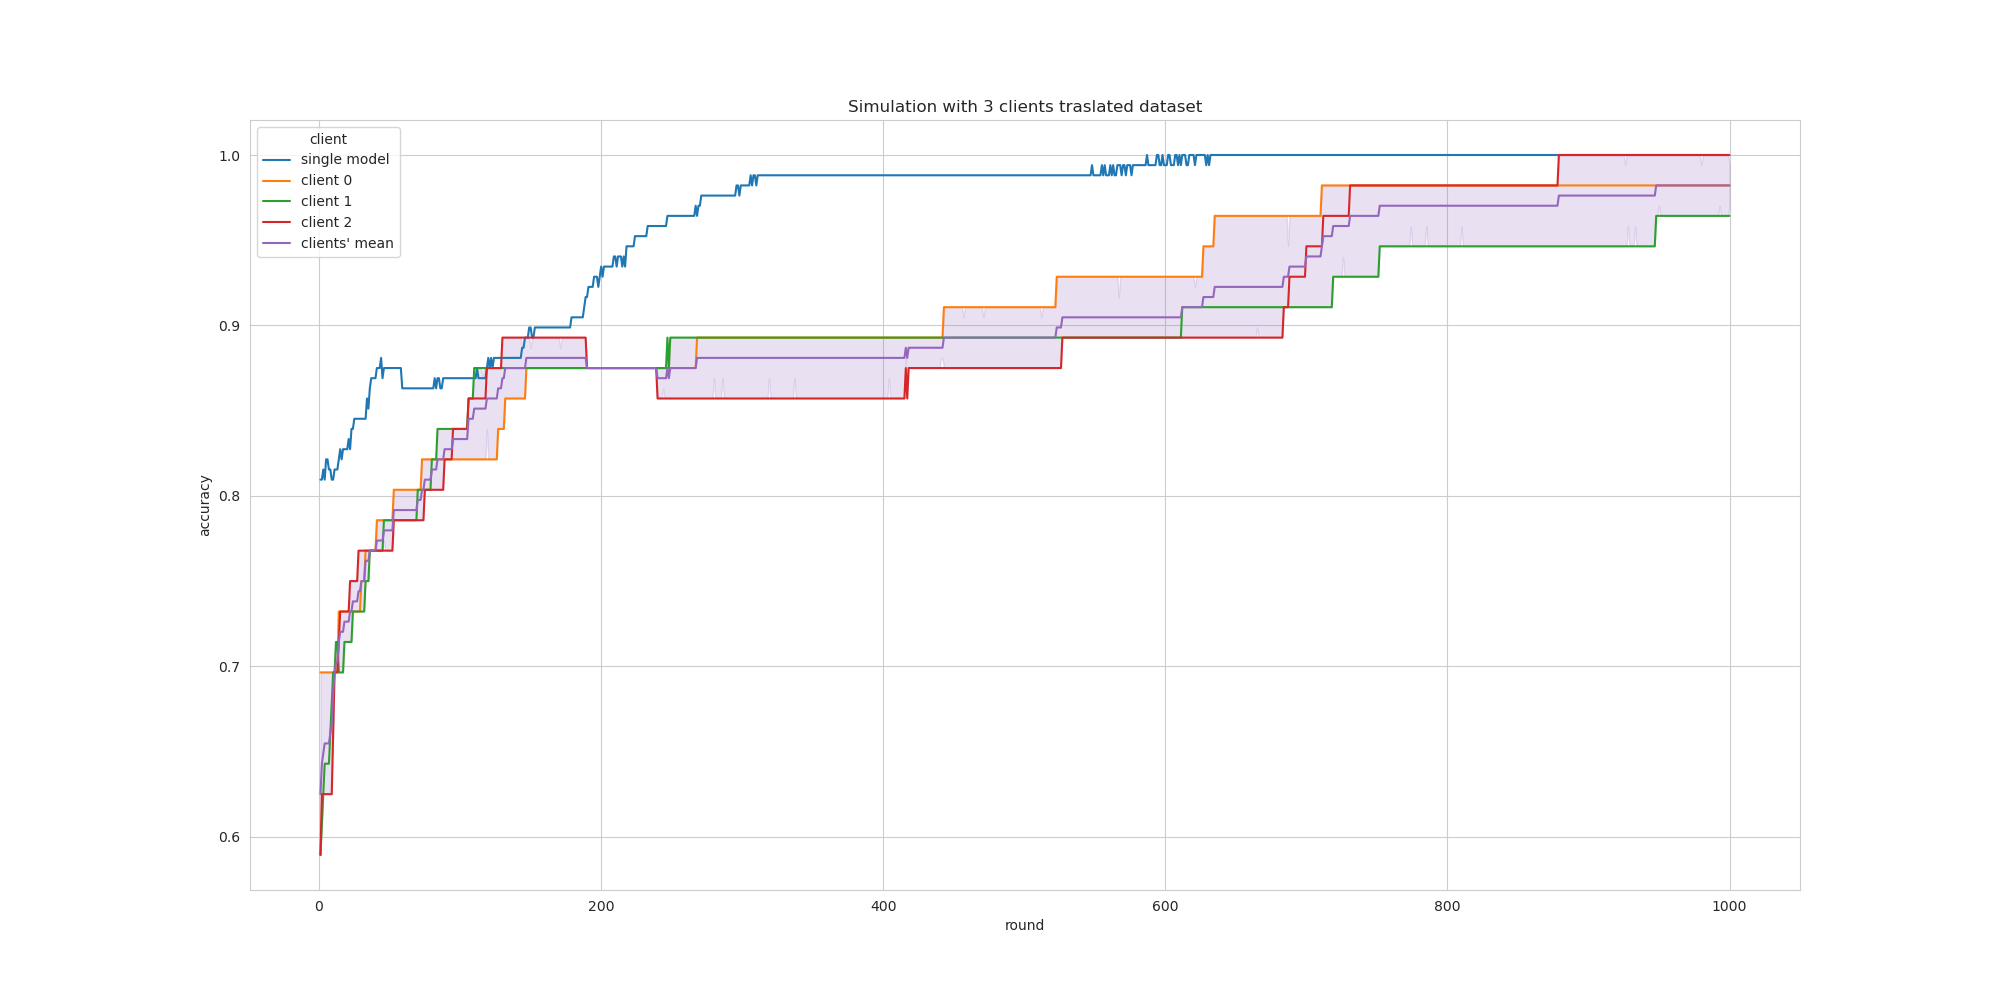 Simulation with 3 clients traslated dataset
client
single model
client 0
client 1
client 2
clients' mean
1.0
0.9
0.8
0.7
0.6
accuracy
0
200
400
600
800
1000
round